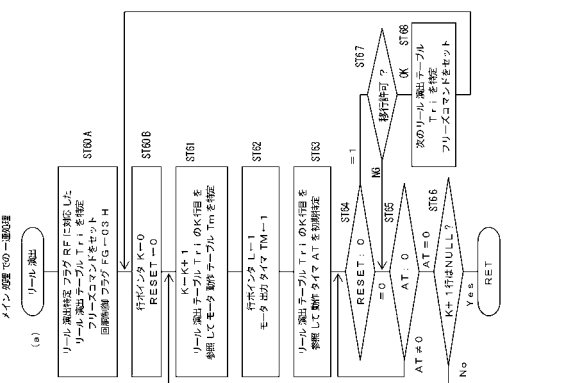 メイン処理での一連処理
(a)
リール演出
ST60A
リール演出特定フラグRFに対応した
リール演出テーブルTriを特定
フリーズコマンドをセット
回胴制御フラグFG←03H
ST60B
行ポインタK←0
RESET←0
ST61
K←K+1
リール演出テーブルTriのK行目を
参照してモータ動作テーブルTmを特定
ST62
行ポインタL←1
モータ出力タイマTM←1
ST63
リール演出テーブルTriのK行目を
参照して動作タイマATを初期特定
ST64
RESET:0
=1
=0
ST67
移行許可?
NG
OK
ST68
次のリール演出テーブル
Triを特定
フリーズコマンドをセット
ST65
AT:0
AT≠0
AT=0
ST66
K+1行はNULL?
No
Yes
RET